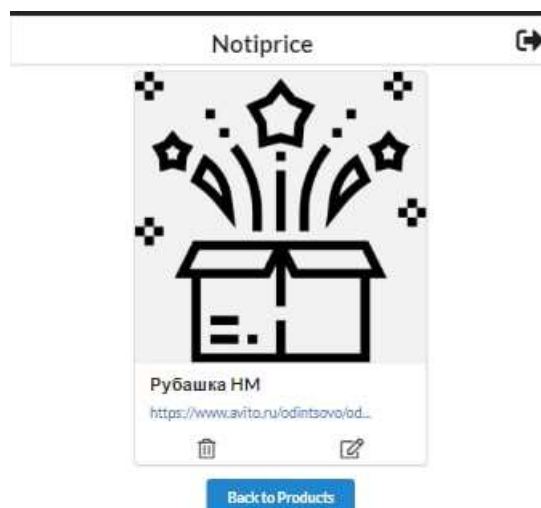 Notiprice
Рубашка НМ
https://www.avito.ru/odintsovo/od...
Back to Products